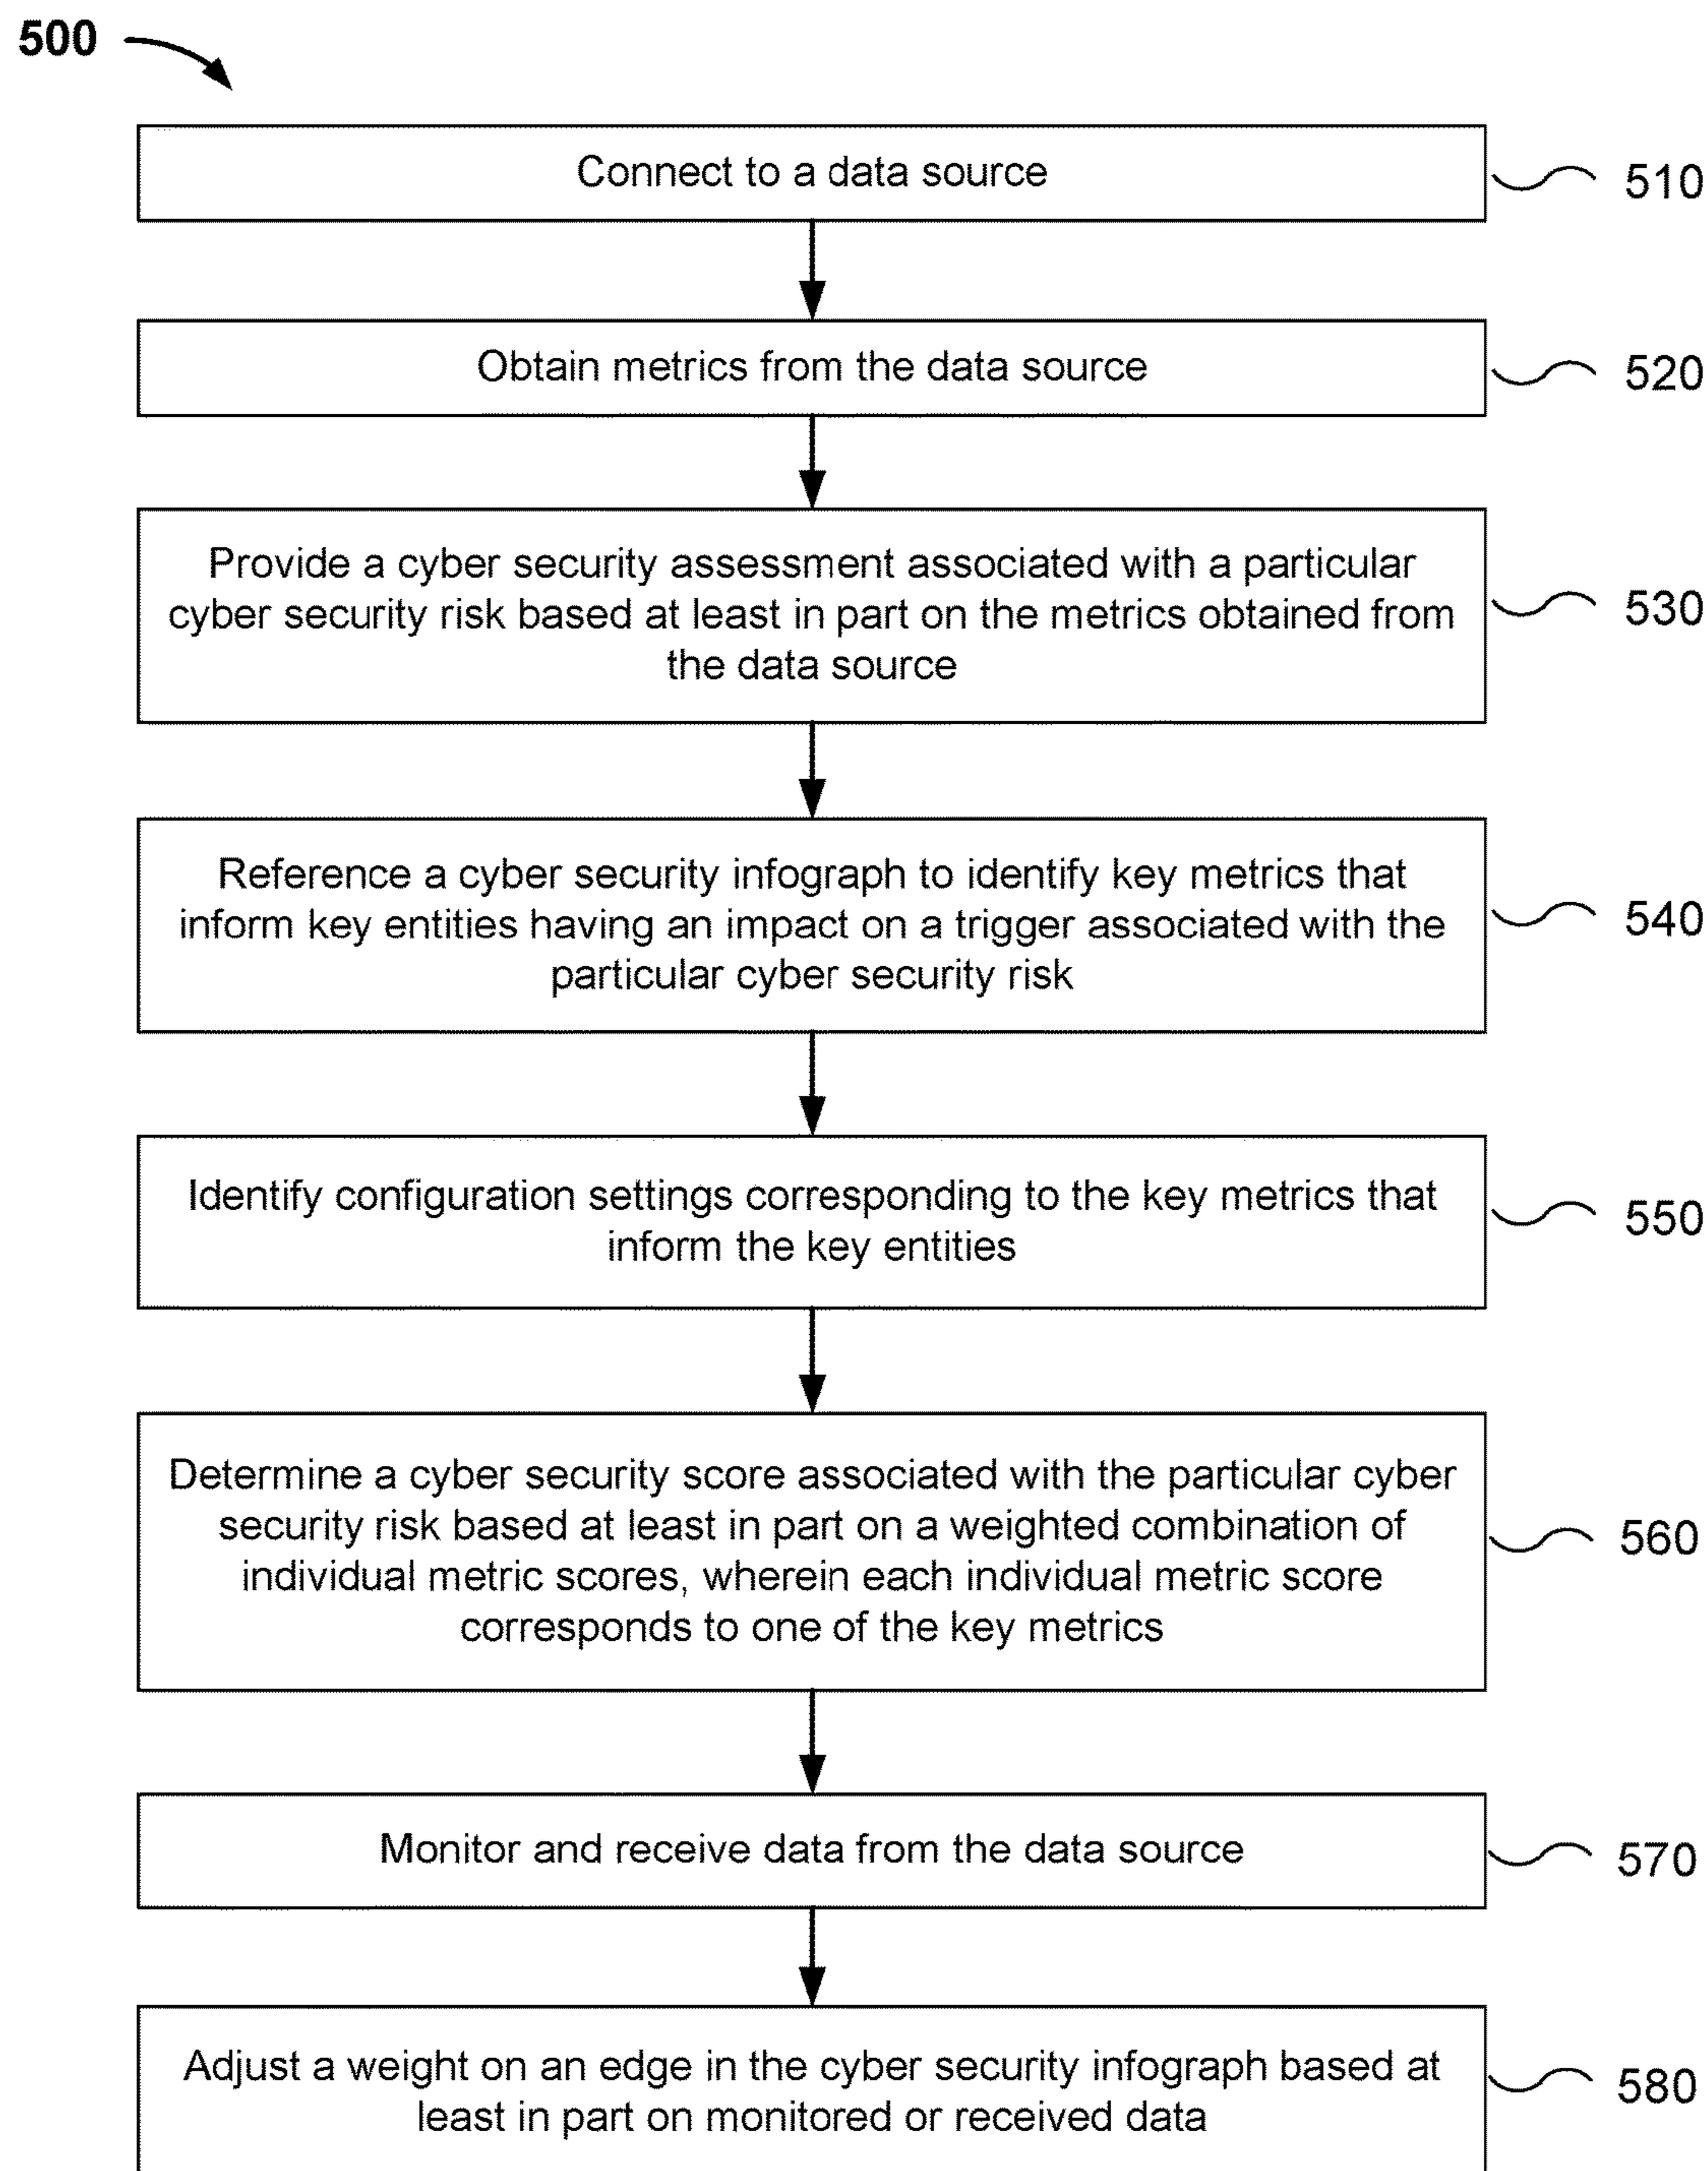 500
Connect to a data source
510
Obtain metrics from the data source
520
Provide a cyber security assessment associated with a particular
cyber security risk based at least in part on the metrics obtained from
the data source
530
Reference a cyber security infograph to identify key metrics that
inform key entities having an impact on a trigger associated with the
particular cyber security risk
540
Identify configuration settings corresponding to the key metrics that
inform the key entities
550
Determine a cyber security score associated with the particular cyber
security risk based at least in part on a weighted combination of
individual metric scores, wherein each individual metric score
corresponds to one of the key metrics
560
Monitor and receive data from the data source
570
Adjust a weight on an edge in the cyber security infograph based at
least in part on monitored or received data
580